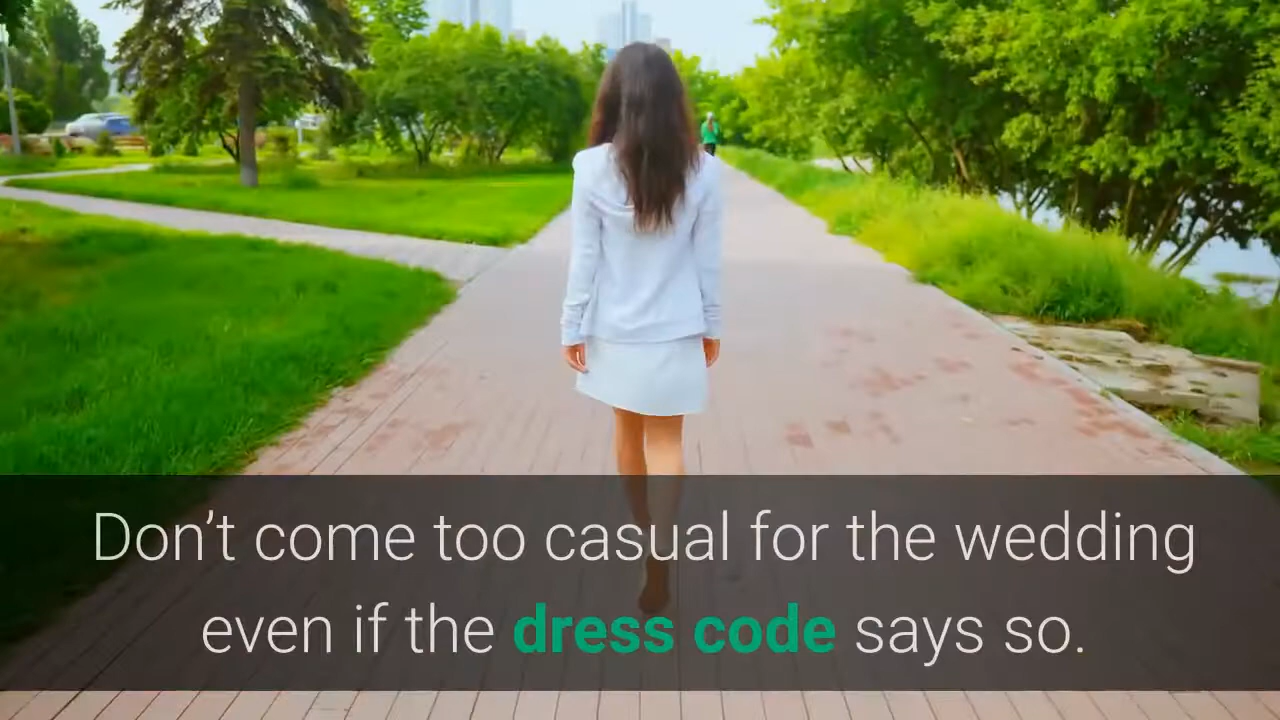 Don’t come too casual for the wedding
even if the dress code says so.